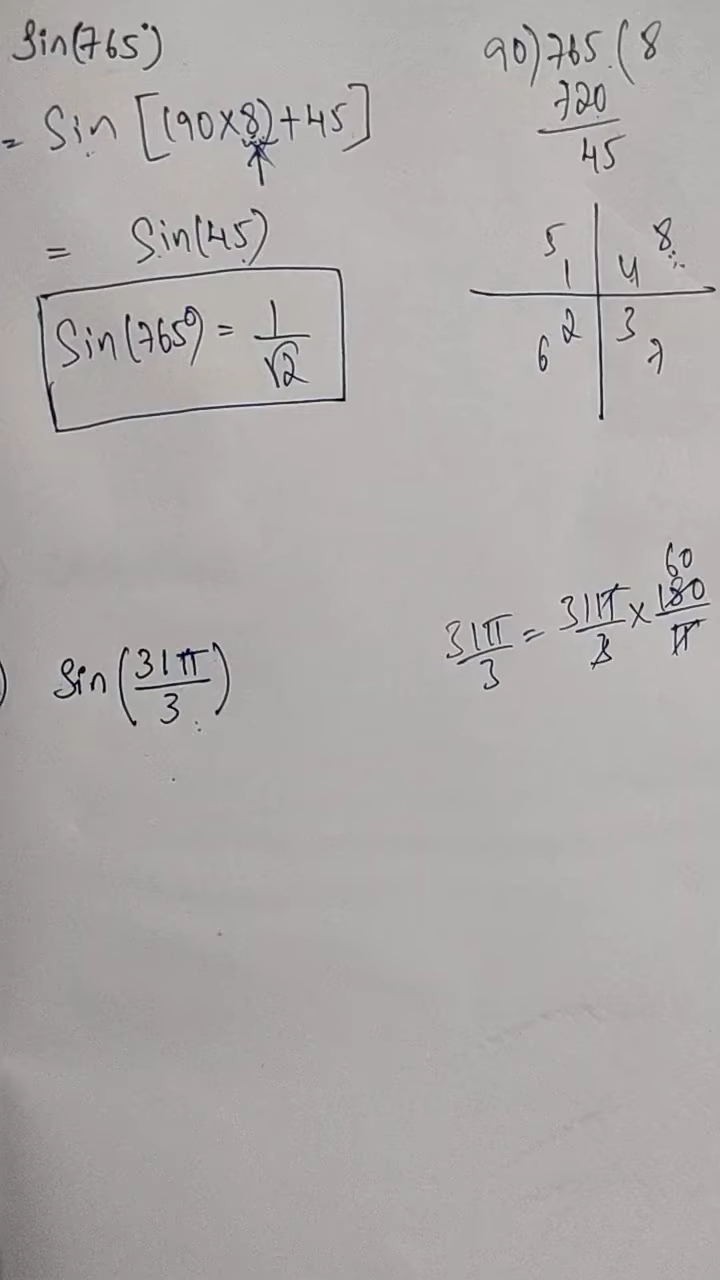 Sin(765°)
= Sin [(90×8)+45]
= Sin(45)
Sin(765°) = 1/√2
90)765(8
720
45
5 1 4 8
6 2 3 7
) Sin(31π/3)
31π/3 = 31π/3 × 180/π
60